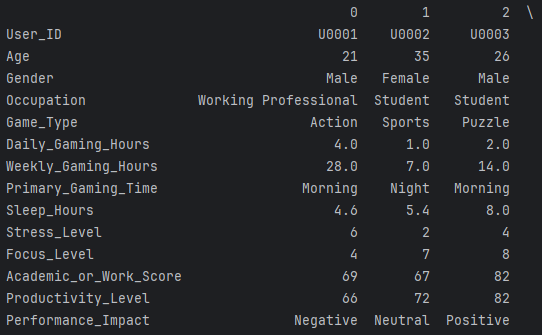 0        1         2  \
User_ID                                 U0001    U0002     U0003
Age                                        21       35        26
Gender                                   Male   Female      Male
Occupation               Working Professional  Student   Student
Game_Type                              Action   Sports    Puzzle
Daily_Gaming_Hours                        4.0      1.0       2.0
Weekly_Gaming_Hours                      28.0      7.0      14.0
Primary_Gaming_Time                   Morning    Night   Morning
Sleep_Hours                               4.6      5.4       8.0
Stress_Level                                6        2         4
Focus_Level                                 4        7         8
Academic_or_Work_Score                     69       67        82
Productivity_Level                         66       72        82
Performance_Impact                   Negative  Neutral  Positive